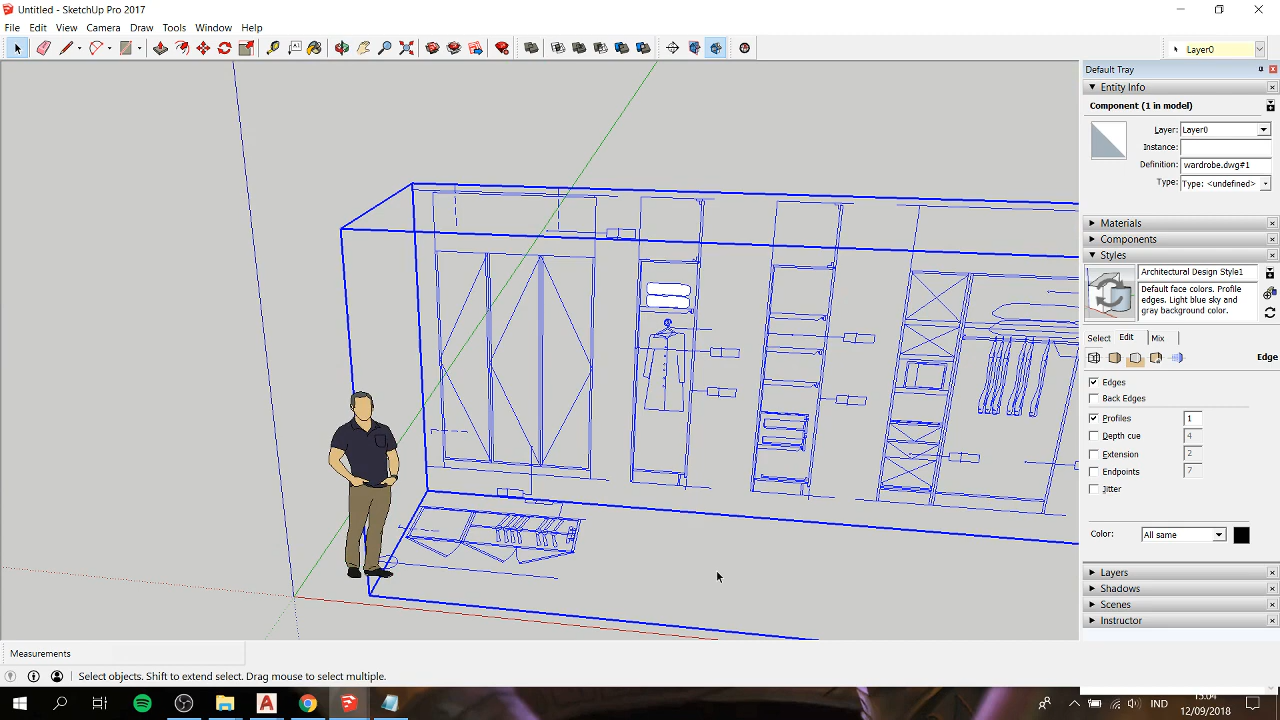 Untitled - SketchUp Pro 2017
File Edit View Camera Draw Tools Window Help
Layer0
Default Tray
Entity Info
Component (1 in model)
Layer: Layer0
Instance:
Definition: wardrobe.dwg#1
Type: Type: <undefined>
Materials
Components
Styles
Architectural Design Style1
Default face colors. Profile
edges. Light blue sky and
gray background color.
Select Edit Mix
Edge
Edges
Back Edges
Profiles 1
Depth cue 4
Extension 2
Endpoints 7
Jitter
Color: All same
Layers
Shadows
Scenes
Instructor
Measurements
Select objects. Shift to extend select. Drag mouse to select multiple.
IND
15.04
12/09/2018